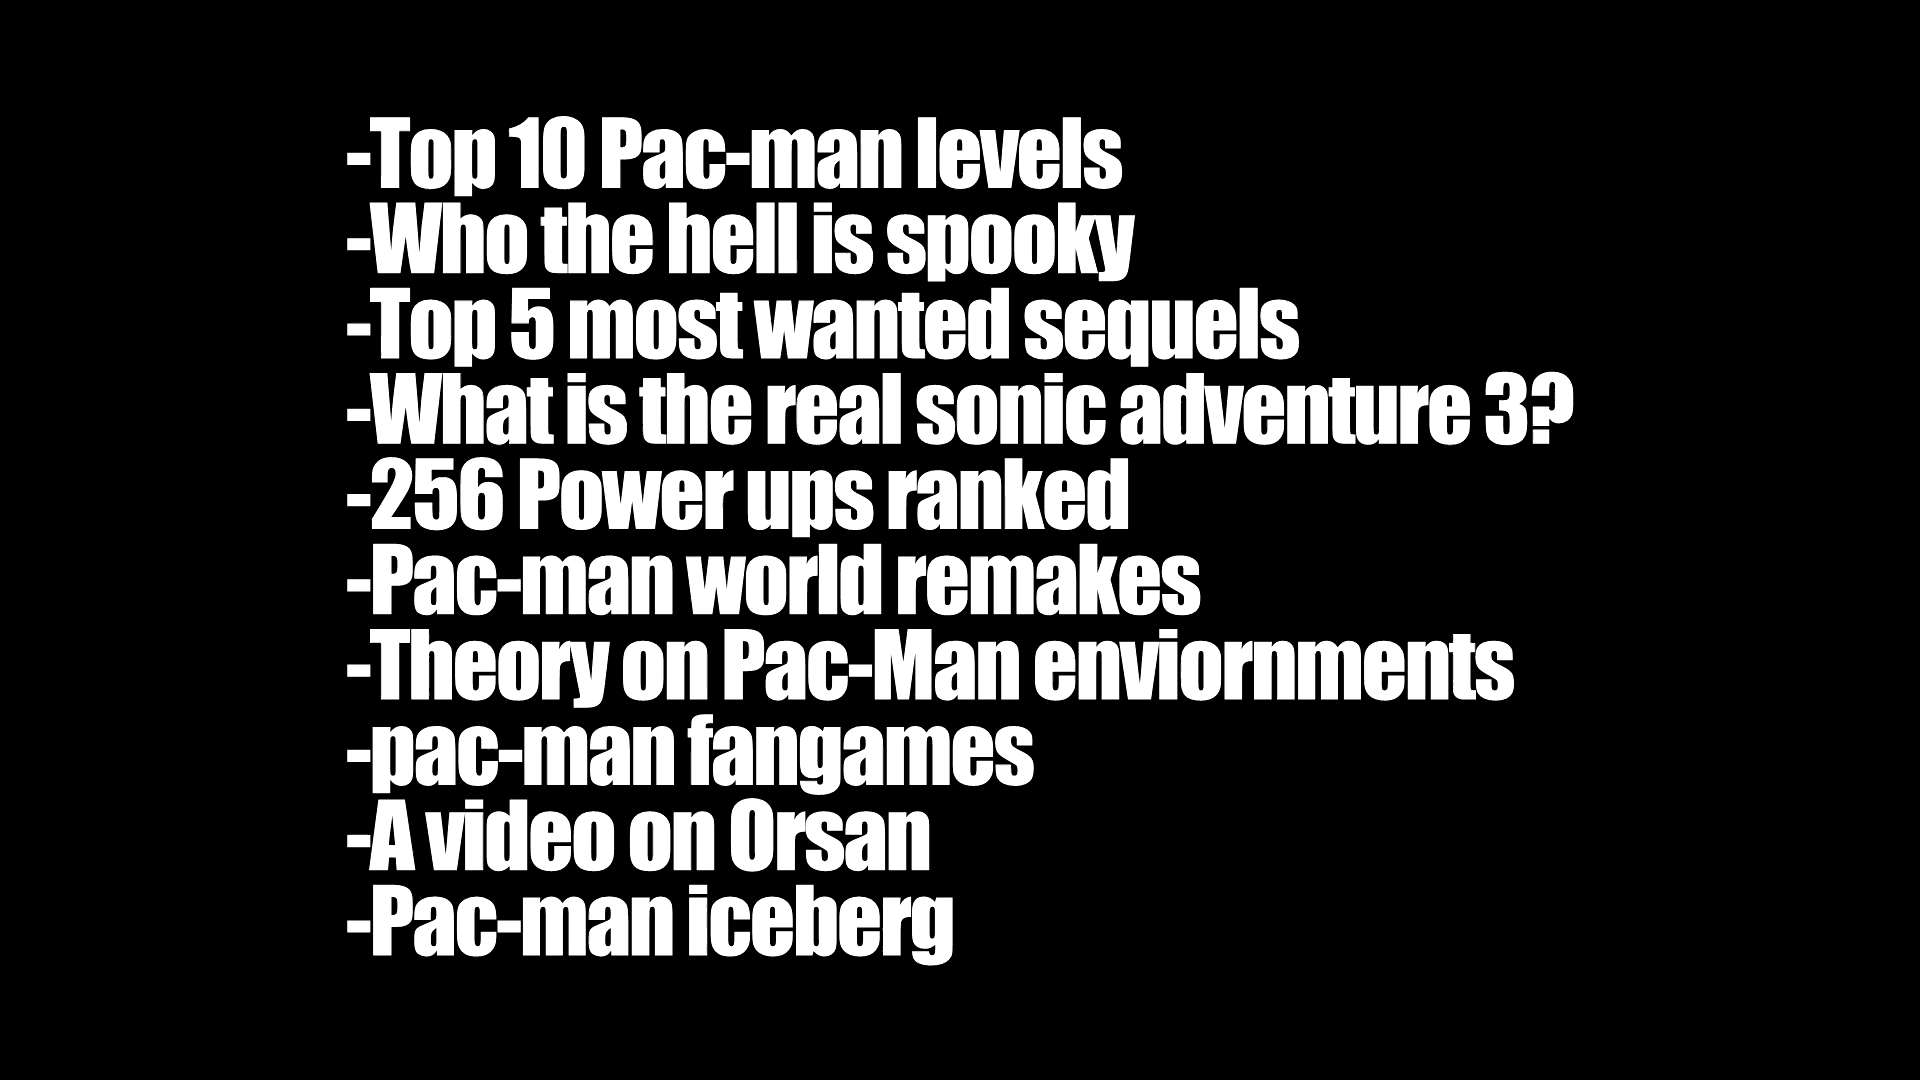 -Top 10 Pac-man levels
-Who the hell is spooky
-Top 5 most wanted sequels
-What is the real sonic adventure 3?
-256 Power ups ranked
-Pac-man world remakes
-Theory on Pac-Man enviornments
-pac-man fangames
-A video on Orsan
-Pac-man iceberg